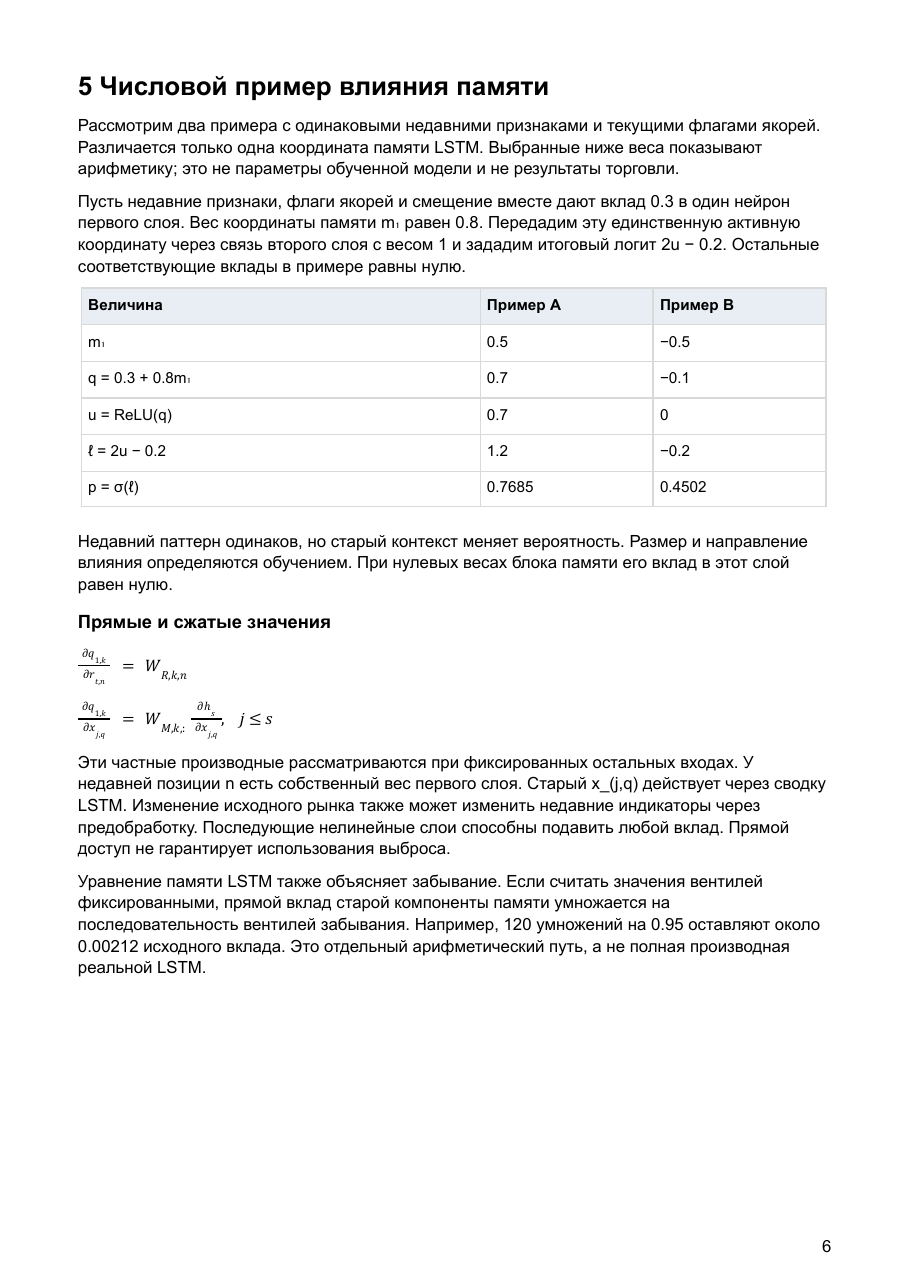 5 Числовой пример влияния памяти
Рассмотрим два примера с одинаковыми недавними признаками и текущими флагами якорей.
Различается только одна координата памяти LSTM. Выбранные ниже веса показывают
арифметику; это не параметры обученной модели и не результаты торговли.
Пусть недавние признаки, флаги якорей и смещение вместе дают вклад 0.3 в один нейрон
первого слоя. Вес координаты памяти m₁ равен 0.8. Передадим эту единственную активную
координату через связь второго слоя с весом 1 и зададим итоговый логит 2u − 0.2. Остальные
соответствующие вклады в примере равны нулю.
Величина Пример A Пример B
m₁ 0.5 −0.5
q = 0.3 + 0.8m₁ 0.7 −0.1
u = ReLU(q) 0.7 0
ℓ = 2u − 0.2 1.2 −0.2
p = σ(ℓ) 0.7685 0.4502
Недавний паттерн одинаков, но старый контекст меняет вероятность. Размер и направление
влияния определяются обучением. При нулевых весах блока памяти его вклад в этот слой
равен нулю.
Прямые и сжатые значения
∂q_{1,k} / ∂r_{t,n} = W_{R,k,n}
∂q_{1,k} / ∂x_{j,q} = W_{M,k,:} ∂h_s / ∂x_{j,q}, j ≤ s
Эти частные производные рассматриваются при фиксированных остальных входах. У
недавней позиции n есть собственный вес первого слоя. Старый x_(j,q) действует через сводку
LSTM. Изменение исходного рынка также может изменить недавние индикаторы через
предобработку. Последующие нелинейные слои способны подавить любой вклад. Прямой
доступ не гарантирует использования выброса.
Уравнение памяти LSTM также объясняет забывание. Если считать значения вентилей
фиксированными, прямой вклад старой компоненты памяти умножается на
последовательность вентилей забывания. Например, 120 умножений на 0.95 оставляют около
0.00212 исходного вклада. Это отдельный арифметический путь, а не полная производная
реальной LSTM.
6